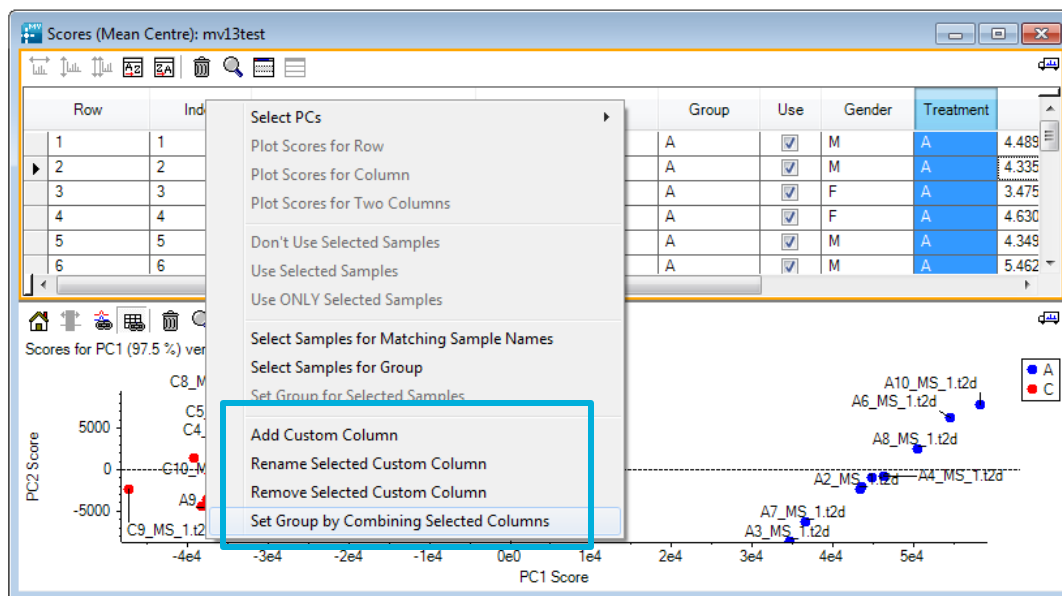 Scores (Mean Centre): mv13test
Row Ind Group Use Gender Treatment
1 1 A M A 4.489
2 2 A M A 4.335
3 3 A F A 3.475
4 4 A F A 4.630
5 5 A M A 4.349
6 6 A M A 5.462
Select PCs
Plot Scores for Row
Plot Scores for Column
Plot Scores for Two Columns
Don't Use Selected Samples
Use Selected Samples
Use ONLY Selected Samples
Select Samples for Matching Sample Names
Select Samples for Group
Set Group for Selected Samples
Add Custom Column
Rename Selected Custom Column
Remove Selected Custom Column
Set Group by Combining Selected Columns
Scores for PC1 (97.5 %) ver
A
C
C8_M
C5_
C4_
C10_M
A9
C9_MS_1.t2
A10_MS_1.t2d
A6_MS_1.t2d
A8_MS_1.t2d
A2_MS_1.t2d
A4_MS_1.t2d
A7_MS_1.t2d
A3_MS_1.t2d
PC2 Score
5000
0
-5000
-4e4 -3e4 -2e4 -1e4 0e0 1e4 2e4 3e4 4e4 5e4
PC1 Score